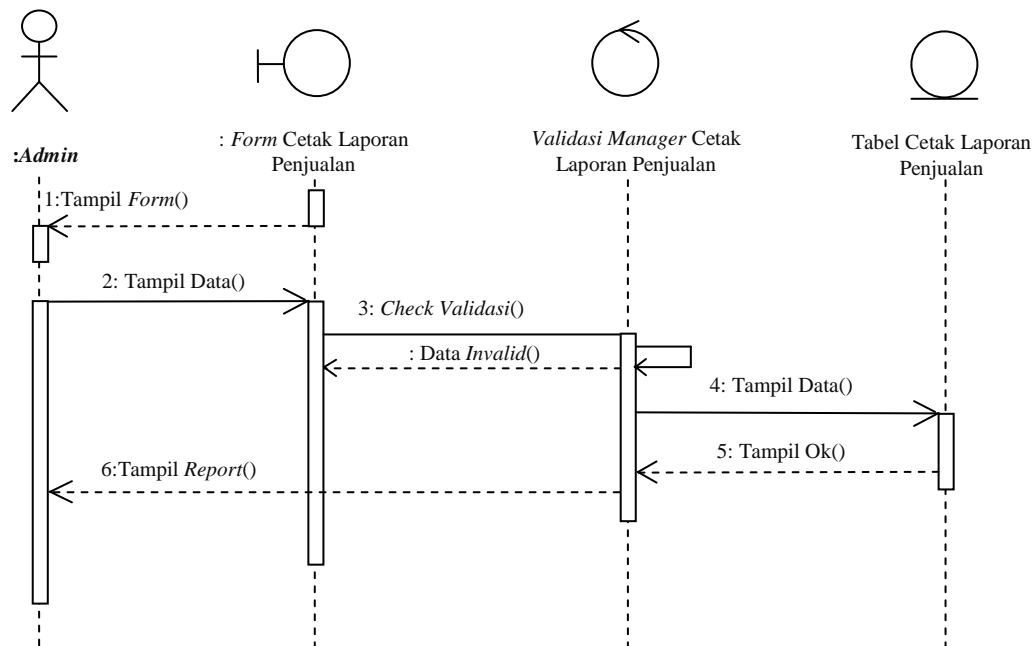 :Admin
: Form Cetak Laporan
Penjualan
Validasi Manager Cetak
Laporan Penjualan
Tabel Cetak Laporan
Penjualan
1:Tampil Form()
2: Tampil Data()
3: Check Validasi()
: Data Invalid()
4: Tampil Data()
5: Tampil Ok()
6:Tampil Report()